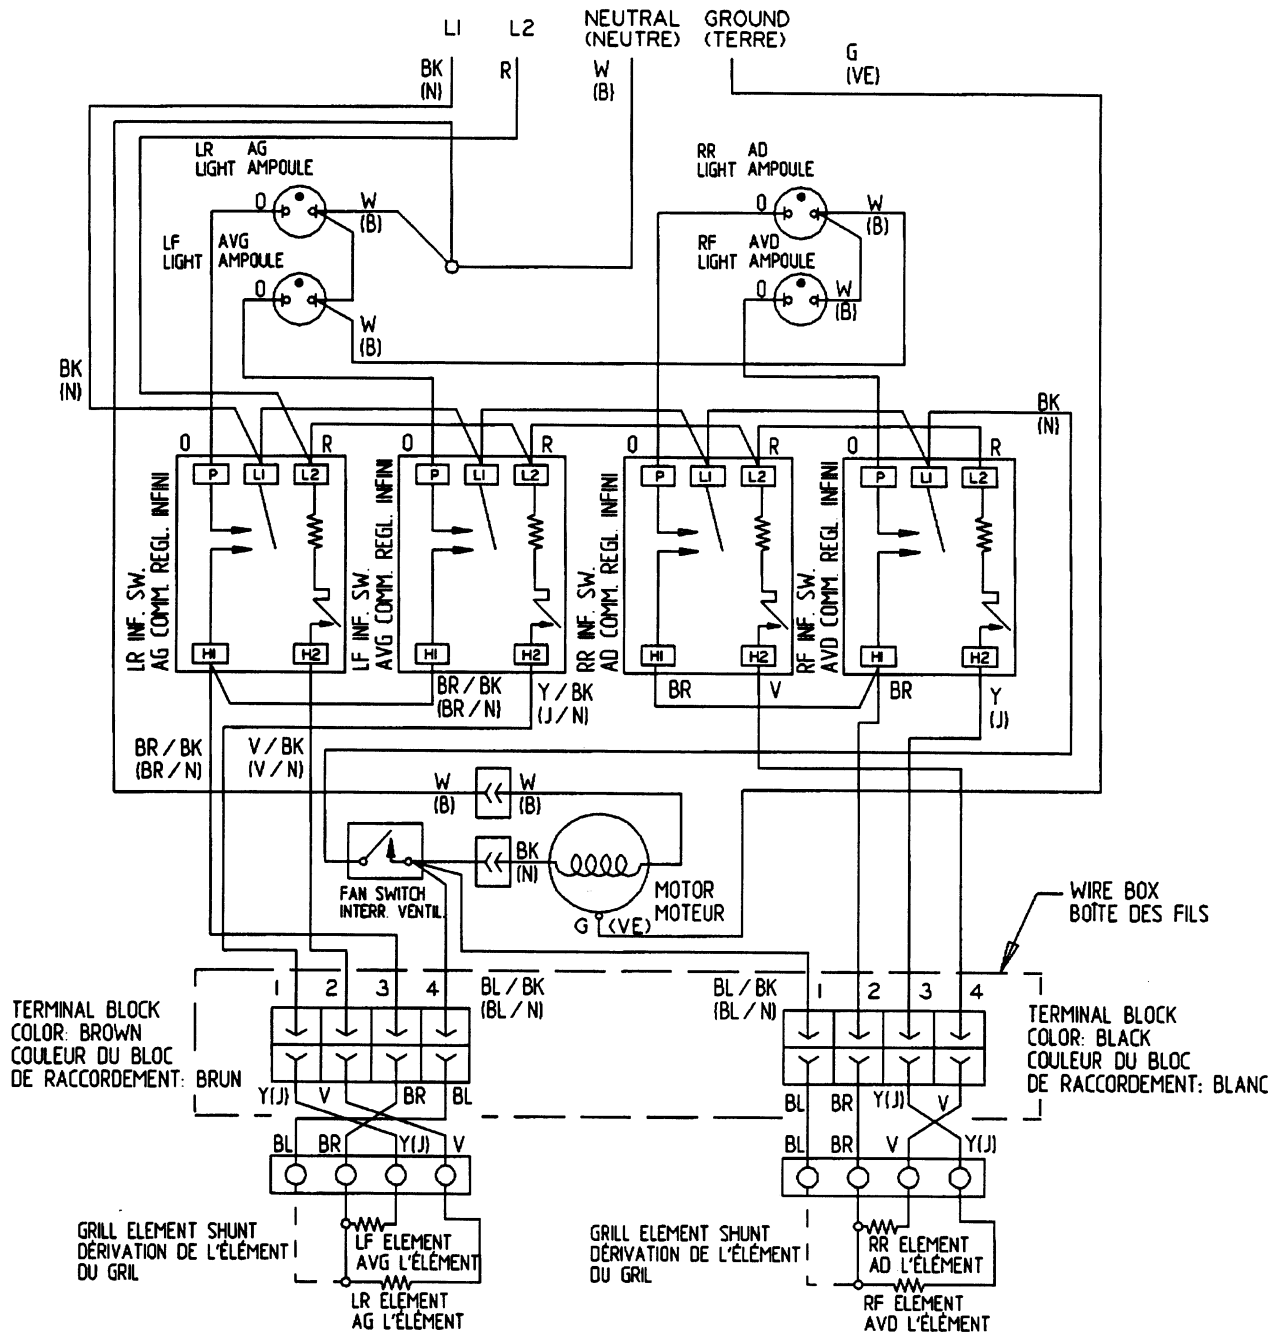 L1 L2 NEUTRAL GROUND
(NEUTRE) (TERRE)
BK
(N)
R
W
(B)
G
(VE)
LR AG
LIGHT AMPOULE
O
W
(B)
LF AVG
LIGHT AMPOULE
O
W
(B)
RR AD
LIGHT AMPOULE
O
W
(B)
RF AVD
LIGHT AMPOULE
O
W
(B)
BK
(N)
BK
(N)
O R O R O R O R
P L1 L2
P L1 L2
P L1 L2
P L1 L2
LR INF. SW.
AG COMM. REGL. INFINI
LF INF. SW.
AVG COMM. REGL. INFINI
RR INF. SW.
AD COMM. REGL. INFINI
RF INF. SW.
AVD COMM. REGL. INFINI
H1 H2
H1 H2
H1 H2
H1 H2
BR/BK
(BR/N)
Y/BK
(J/N)
BR V BR Y
(J)
BR/BK
(BR/N)
V/BK
(V/N)
W
(B)
W
(B)
BK
(N)
FAN SWITCH
INTERR. VENTIL.
MOTOR
MOTEUR
G (VE)
WIRE BOX
BOÎTE DES FILS
1 2 3 4
BL/BK
(BL/N)
BL/BK
(BL/N)
1 2 3 4
TERMINAL BLOCK
COLOR: BROWN
COULEUR DU BLOC
DE RACCORDEMENT: BRUN
TERMINAL BLOCK
COLOR: BLACK
COULEUR DU BLOC
DE RACCORDEMENT: BLANC
Y(J) V BR BL
BL BR Y(J) V
BL BR Y(J) V
BL BR V Y(J)
GRILL ELEMENT SHUNT
DÉRIVATION DE L'ÉLÉMENT
DU GRIL
LF ELEMENT
AVG L'ÉLÉMENT
LR ELEMENT
AG L'ÉLÉMENT
GRILL ELEMENT SHUNT
DÉRIVATION DE L'ÉLÉMENT
DU GRIL
RR ELEMENT
AD L'ÉLÉMENT
RF ELEMENT
AVD L'ÉLÉMENT